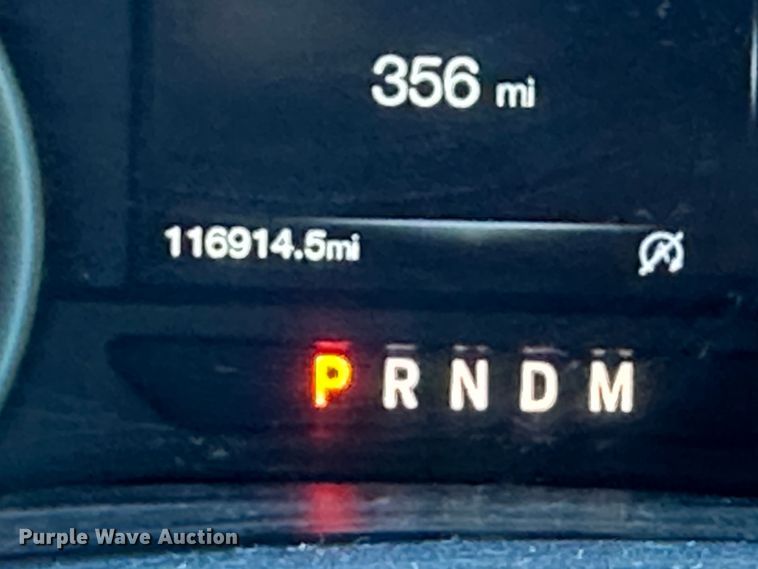 356 mi
116914.5mi
P R N D M
Purple Wave Auction